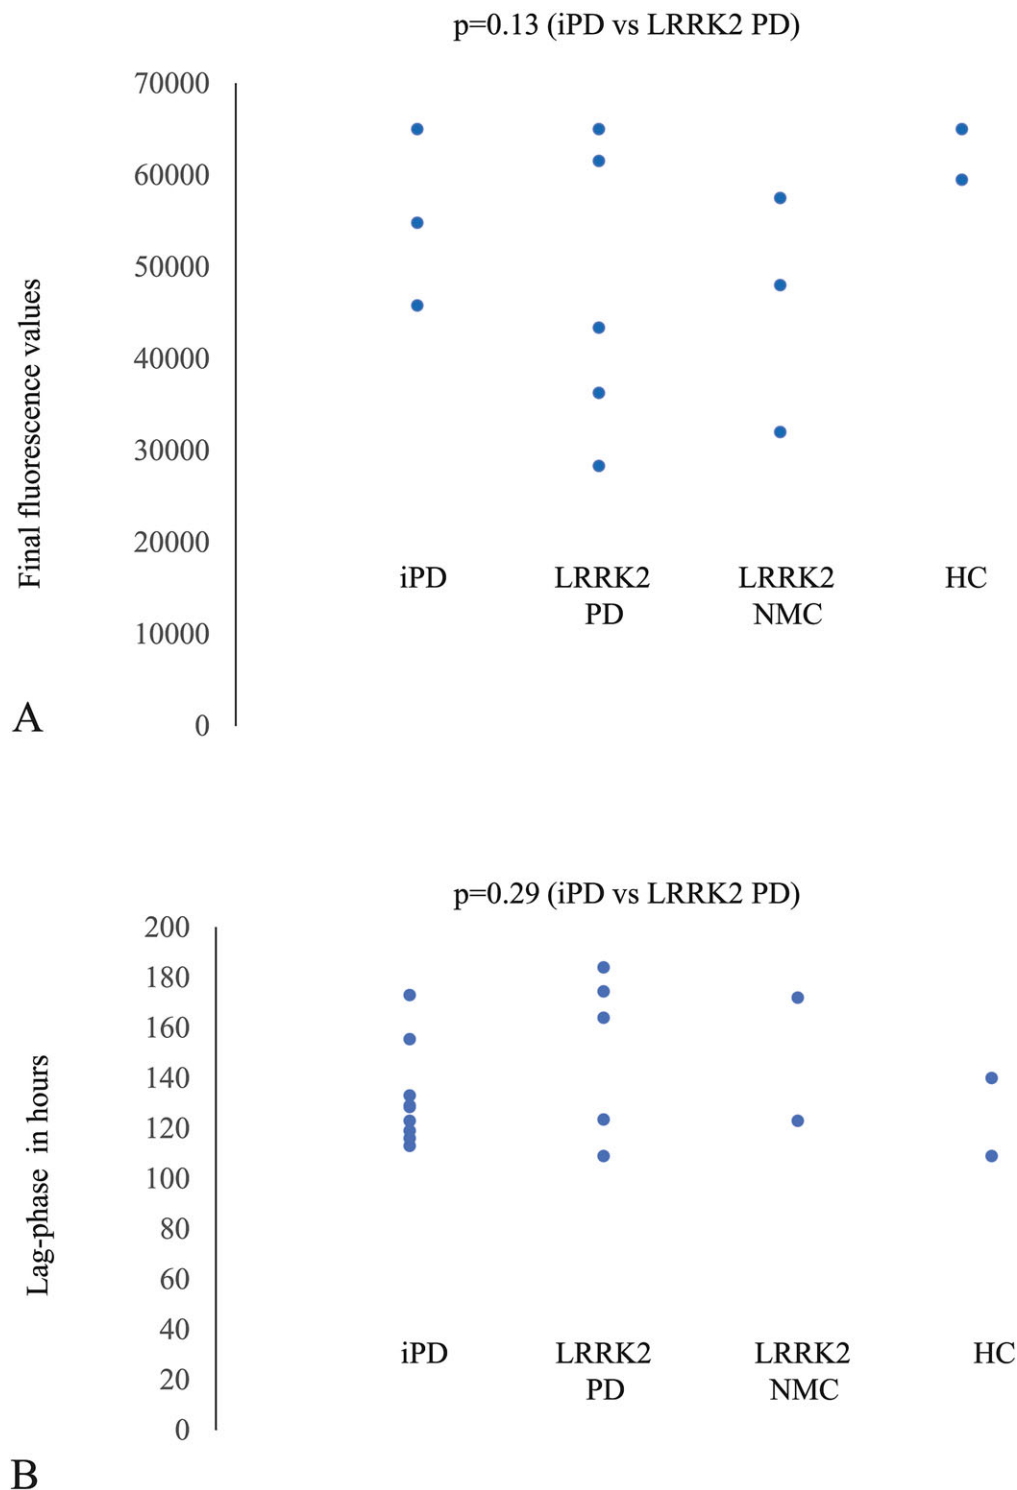 p=0.13 (iPD vs LRRK2 PD)
70000
60000
50000
40000
30000
20000
10000
0
Final fluorescence values
iPD
LRRK2
PD
LRRK2
NMC
HC
A
p=0.29 (iPD vs LRRK2 PD)
200
180
160
140
120
100
80
60
40
20
0
Lag-phase in hours
iPD
LRRK2
PD
LRRK2
NMC
HC
B